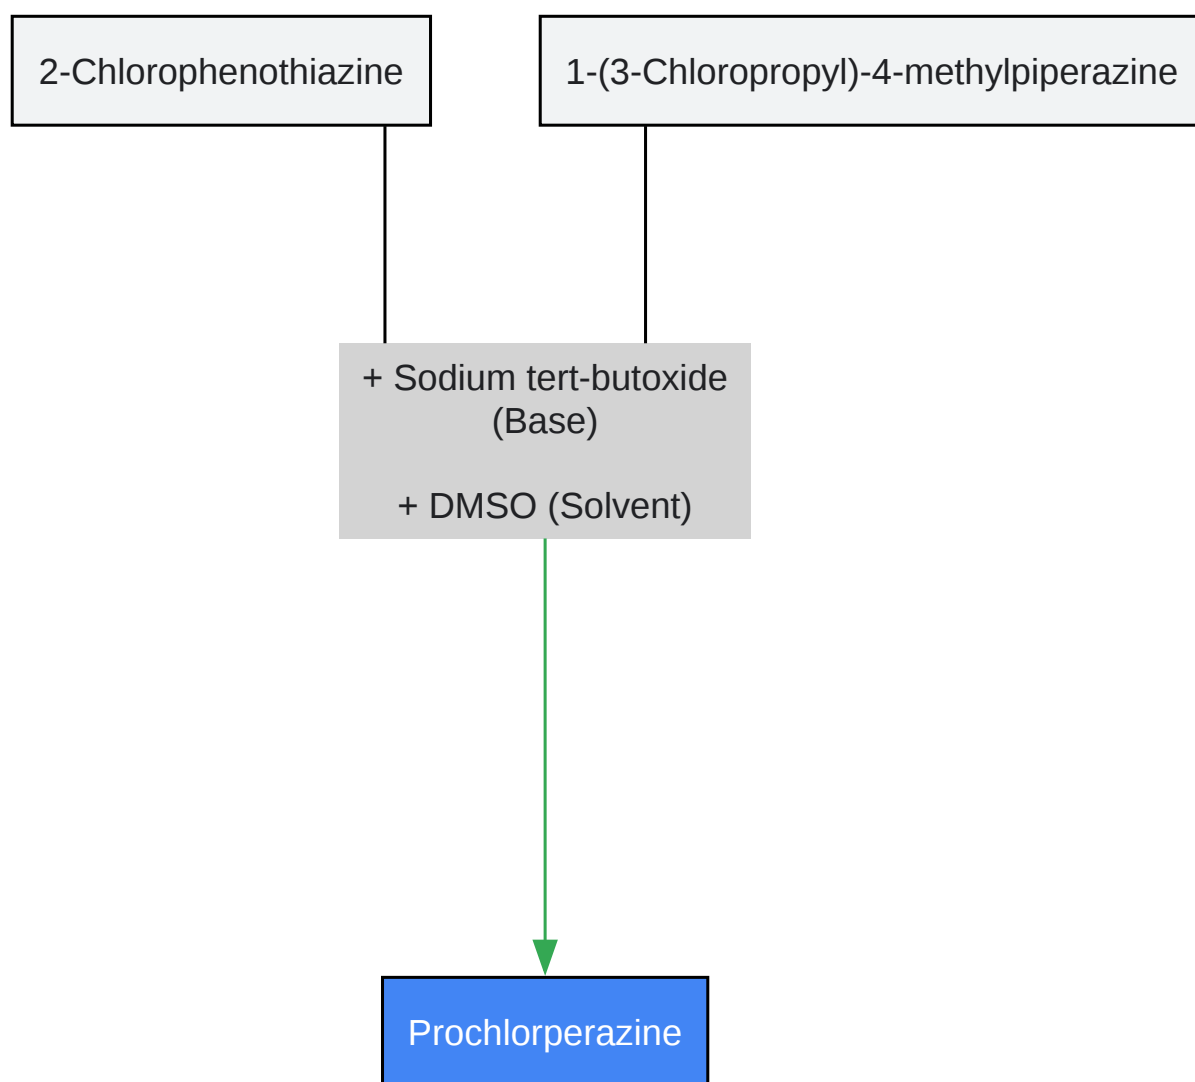 2-Chlorophenothiazine
1-(3-Chloropropyl)-4-methylpiperazine
+ Sodium tert-butoxide
(Base)
+ DMSO (Solvent)
Prochlorperazine